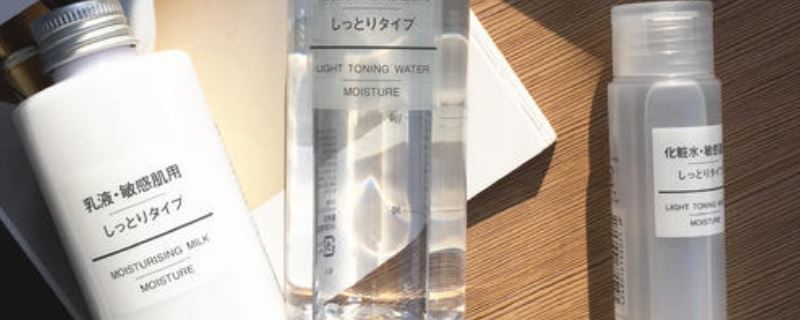 乳液・敏感肌用
しっとりタイプ
MOISTURISING MILK
MOISTURE
しっとりタイプ
LIGHT TONING WATER
MOISTURE
化粧水・敏感
しっとりタイ
LIGHT TONING
MOISTURE